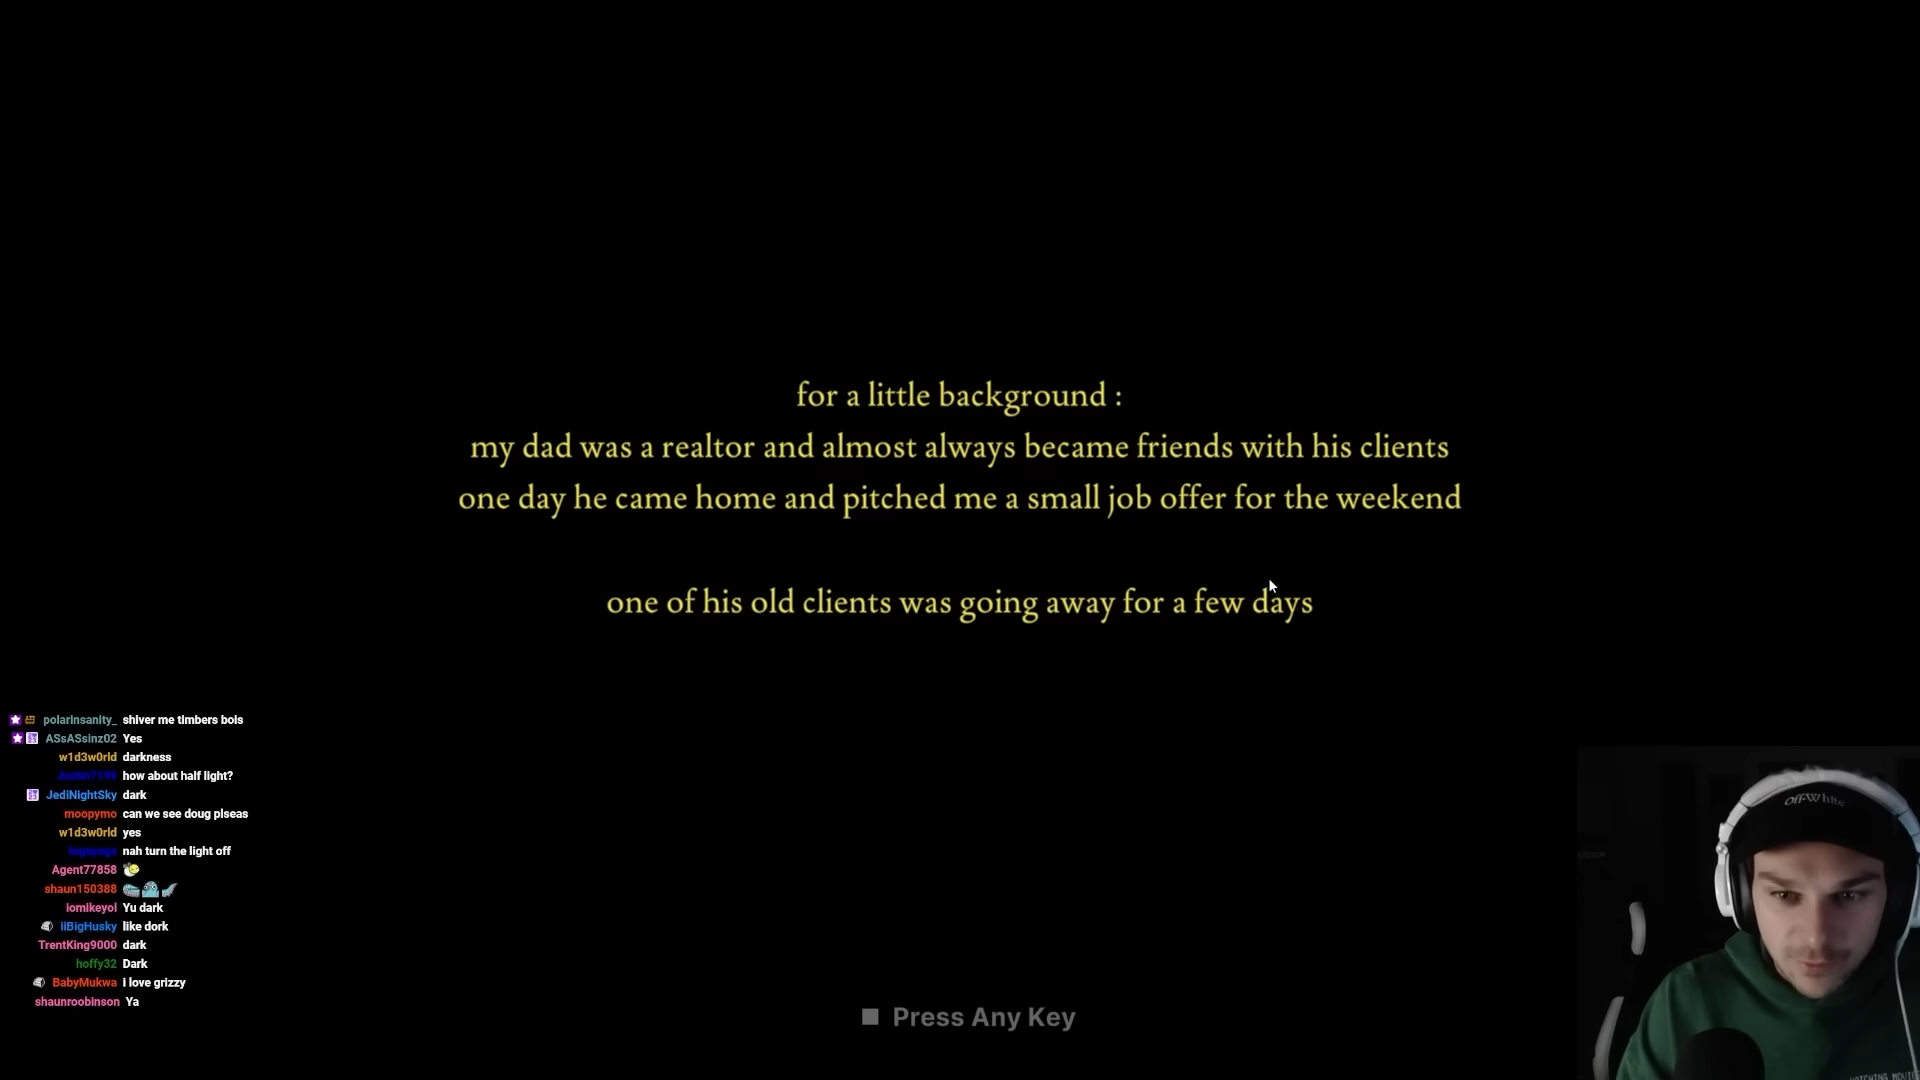 for a little background :
my dad was a realtor and almost always became friends with his clients
one day he came home and pitched me a small job offer for the weekend
one of his old clients was going away for a few days
polarinsanity_ shiver me timbers bois
ASsASsinz02 Yes
w1d3w0rld darkness
how about half light?
JediNightSky dark
moopymo can we see doug plseas
w1d3w0rld yes
nah turn the light off
Agent77858
shaun150388
iomikeyol Yu dark
iiBigHusky like dork
TrentKing9000 dark
hoffy32 Dark
BabyMukwa i love grizzy
shaunroobinson Ya
Press Any Key
Off-White